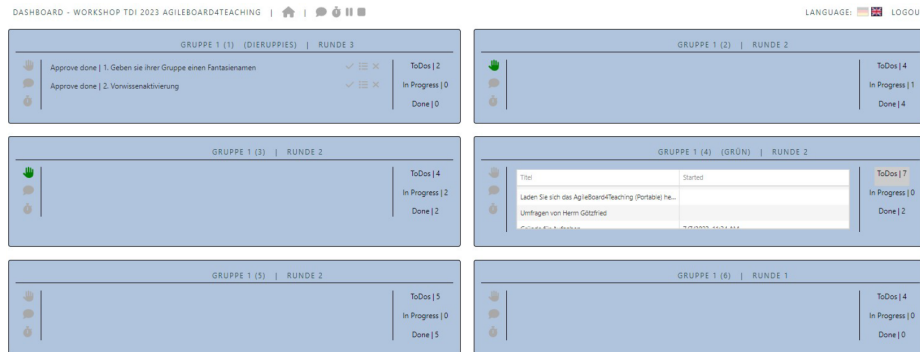 DASHBOARD - WORKSHOP TDI 2023 AGILEBOARD4TEACHING | |
LANGUAGE: LOGOU
GRUPPE 1 (1) (DIERUPPIES) | RUNDE 3
Approve done | 1. Geben sie ihrer Gruppe einen Fantasienamen
Approve done | 2. Vorwissenaktivierung
ToDos | 2
In Progress | 0
Done | 0
GRUPPE 1 (2) | RUNDE 2
ToDos | 4
In Progress | 1
Done | 4
GRUPPE 1 (3) | RUNDE 2
ToDos | 4
In Progress | 2
Done | 2
GRUPPE 1 (4) (GRÜN) | RUNDE 2
Titel Started
Laden Sie sich das AgileBoard4Teaching (Portable) he...
Umfragen von Herrn Götzfried
ToDos | 7
In Progress | 0
Done | 2
GRUPPE 1 (5) | RUNDE 2
ToDos | 5
In Progress | 0
Done | 5
GRUPPE 1 (6) | RUNDE 1
ToDos | 4
In Progress | 0
Done | 0